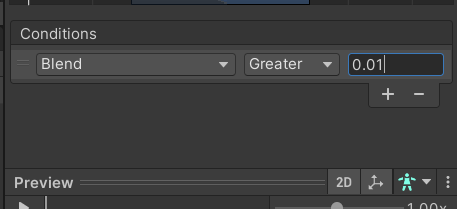 Conditions
Blend Greater 0.01
+ −
Preview 2D
1.00x